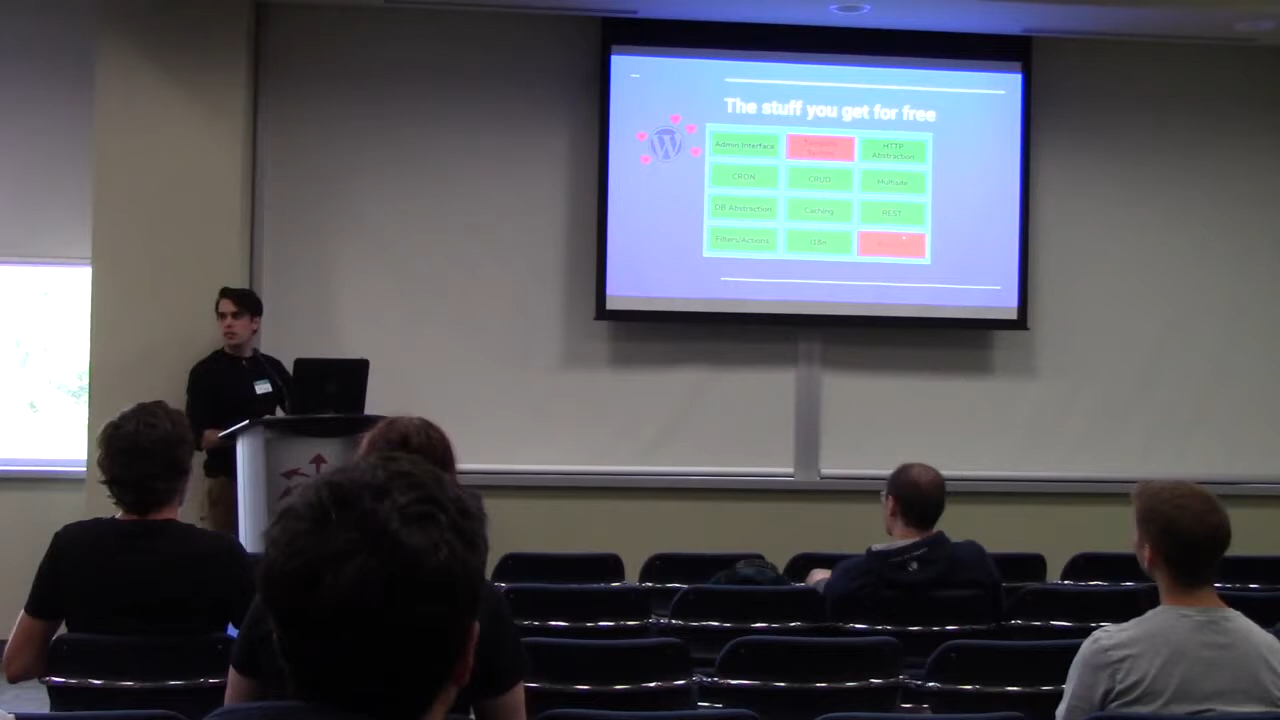 The stuff you get for free
Admin Interface
HTTP
Abstraction
CRON
CRUD
Multisite
DB Abstraction
Caching
REST
Filters/Actions
i18n